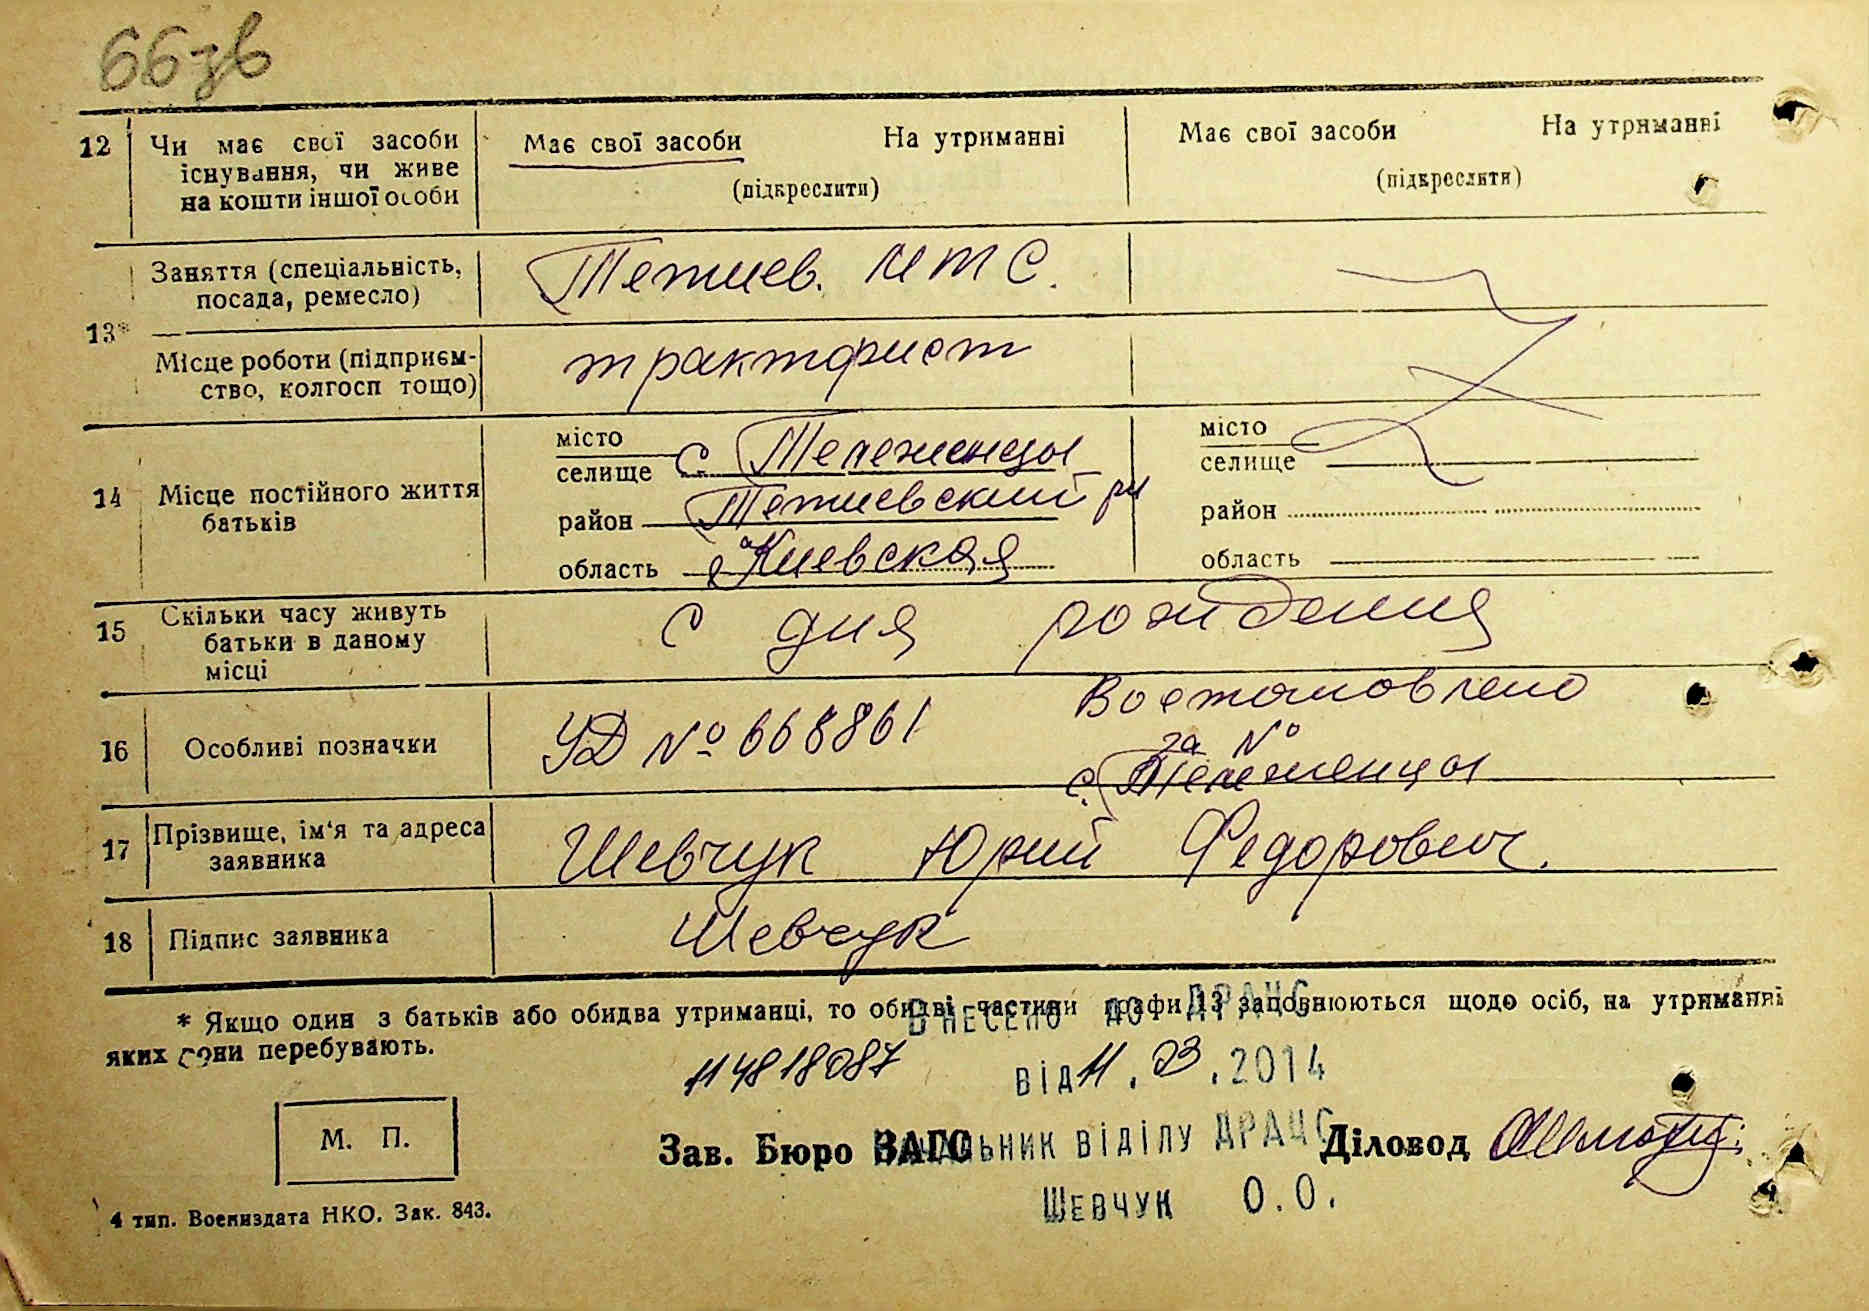 66зв
12 Чи має свої засоби існування, чи живе на кошти іншої особи
Має свої засоби На утриманні
(підкреслити)
Має свої засоби На утриманні
(підкреслити)
13*
Заняття (спеціальність, посада, ремесло)
Тетиев. МТС.
Місце роботи (підприємство, колгосп тощо)
тракторист
14 Місце постійного життя батьків
місто
селище с. Тележенцы
район Тетиевский рн
область Киевская
місто
селище
район
область
15 Скільки часу живуть батьки в даному місці
с дня рождения
16 Особливі позначки
УД № 668861
Востановлено
за №
с. Тележенцы
17 Прізвище, ім'я та адреса заявника
Шевчук Юрий Федорович.
18 Підпис заявника
Шевчук
* Якщо один з батьків або обидва утриманці, то обидві частини графи 13 заповнюються щодо осіб, на утриманні
яких вони перебувають.
Внесено до ДРАЦС
114818087
від 11.03.2014
М. П.
Зав. Бюро ЗАГС
Начальник відділу ДРАЦС
Діловод
Шевчук О.О.
4 тип. Воениздата НКО. Зак. 843.